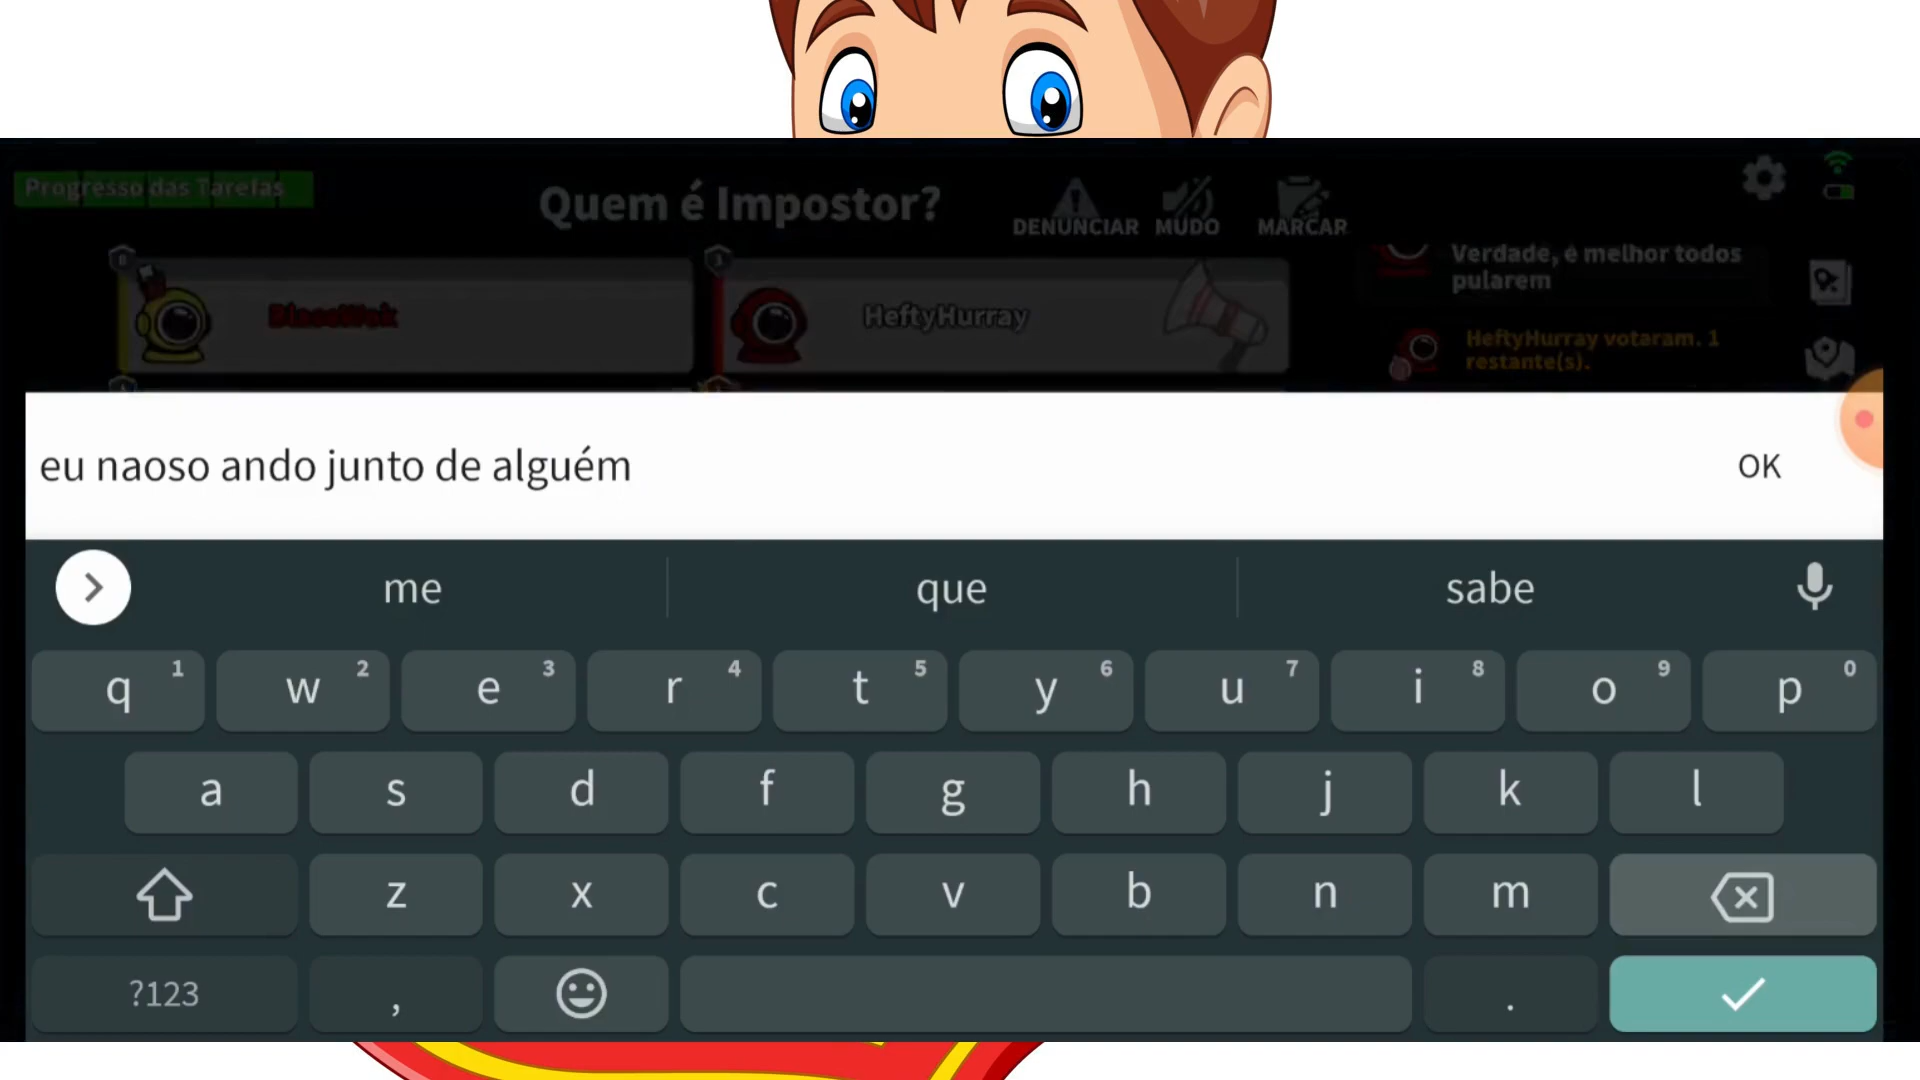 Progresso das Tarefas
Quem é Impostor?
DENUNCIAR MUDO MARCAR
Verdade, é melhor todos
pularem
HeftyHurray
HeftyHurray votaram. 1
restante(s).
eu naoso ando junto de alguém
OK
me que sabe
q 1 w 2 e 3 r 4 t 5 y 6 u 7 i 8 o 9 p 0
a s d f g h j k l
z x c v b n m
?123 , .